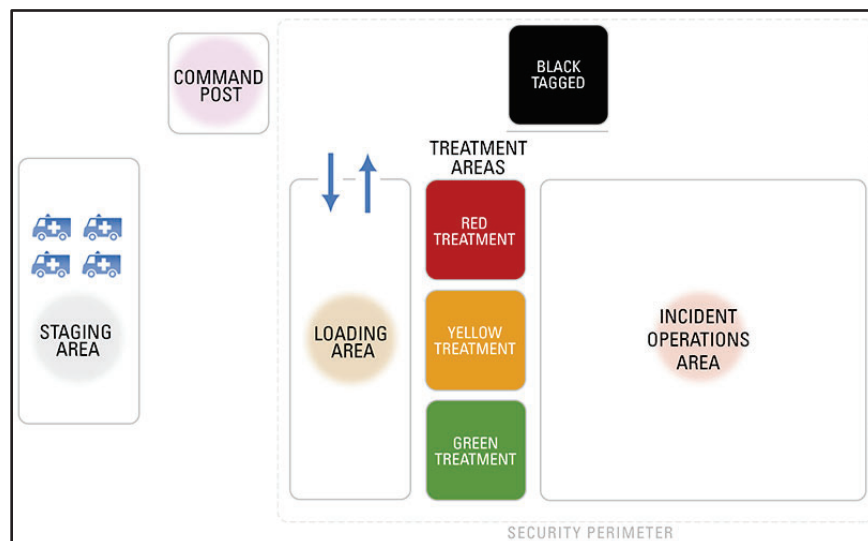 COMMAND
POST
BLACK
TAGGED
TREATMENT
AREAS
RED
TREATMENT
STAGING
AREA
LOADING
AREA
YELLOW
TREATMENT
INCIDENT
OPERATIONS
AREA
GREEN
TREATMENT
SECURITY PERIMETER